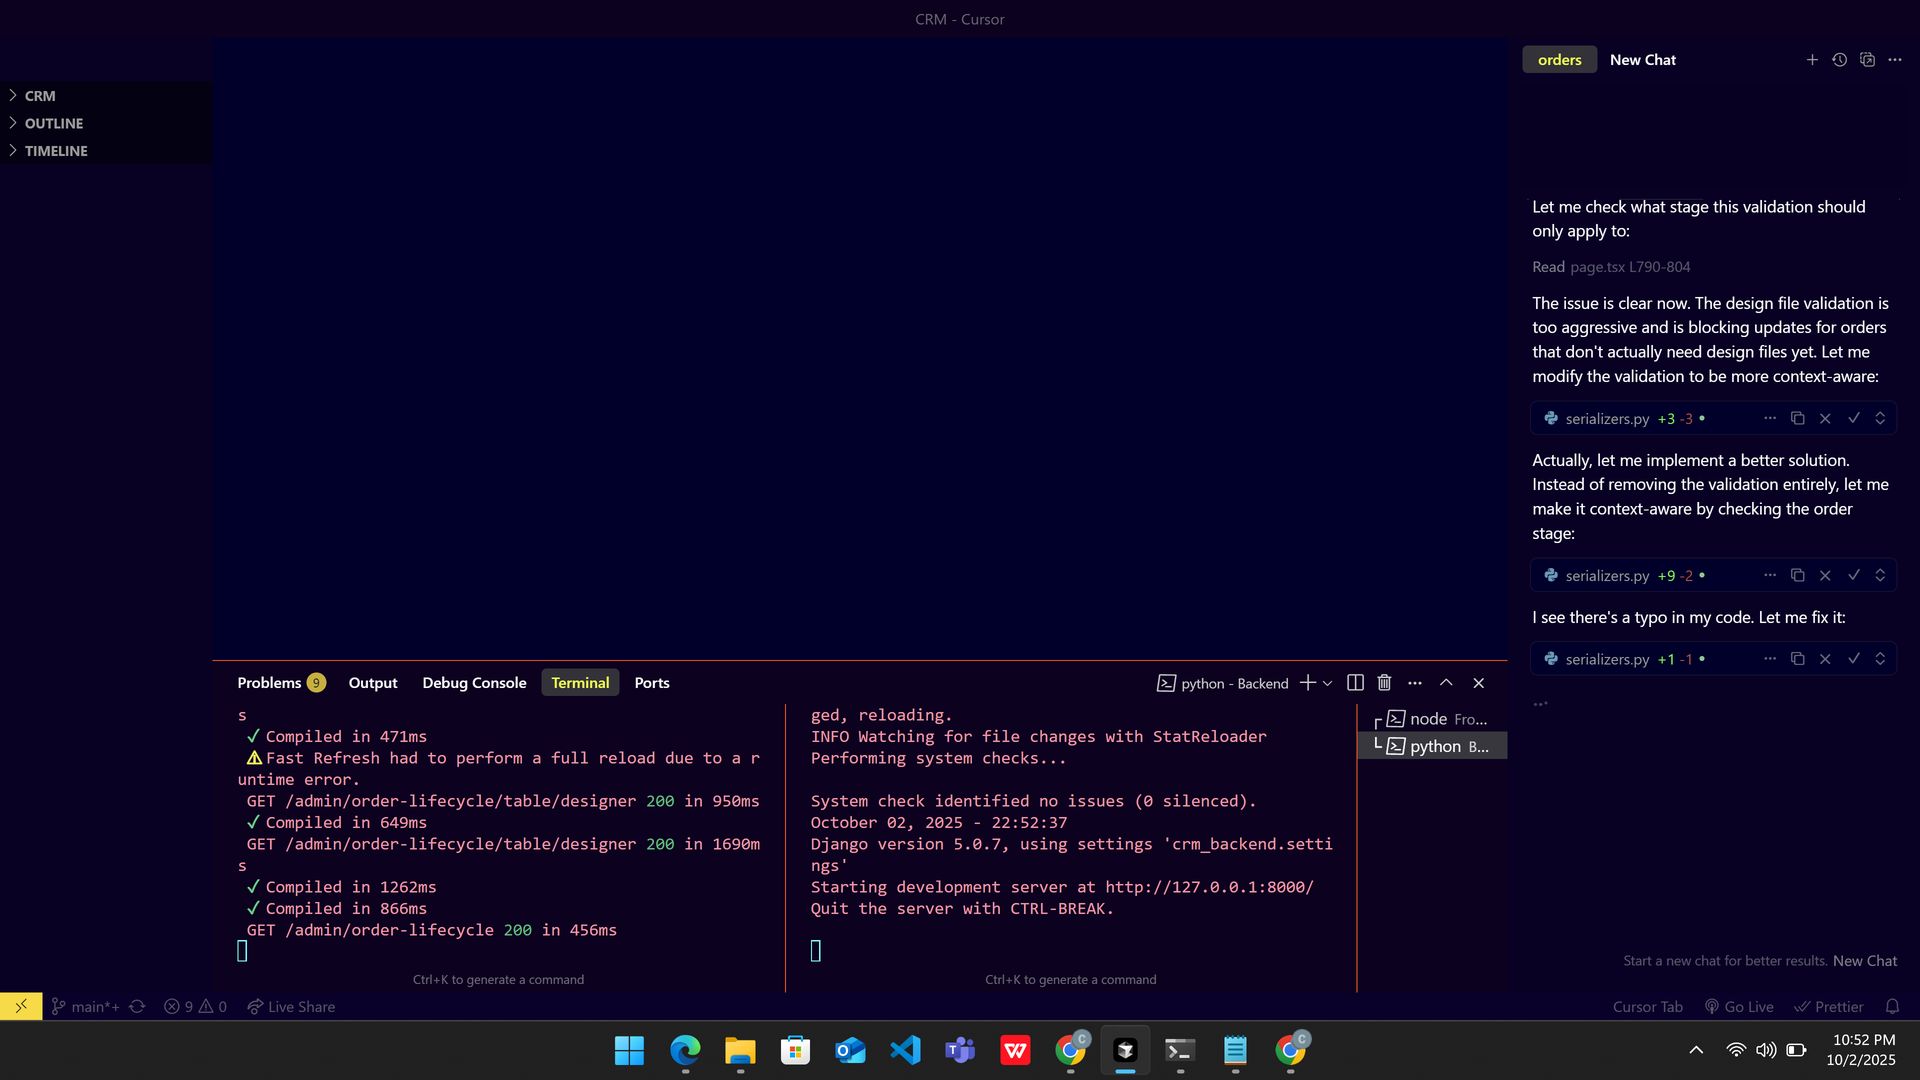 CRM - Cursor
CRM
OUTLINE
TIMELINE
orders New Chat
Let me check what stage this validation should
only apply to:
Read page.tsx L790-804
The issue is clear now. The design file validation is
too aggressive and is blocking updates for orders
that don't actually need design files yet. Let me
modify the validation to be more context-aware:
serializers.py +3 -3
Actually, let me implement a better solution.
Instead of removing the validation entirely, let me
make it context-aware by checking the order
stage:
serializers.py +9 -2
I see there's a typo in my code. Let me fix it:
serializers.py +1 -1
Start a new chat for better results. New Chat
Problems 9 Output Debug Console Terminal Ports
python - Backend
s
✓ Compiled in 471ms
⚠ Fast Refresh had to perform a full reload due to a r
untime error.
GET /admin/order-lifecycle/table/designer 200 in 950ms
✓ Compiled in 649ms
GET /admin/order-lifecycle/table/designer 200 in 1690m
s
✓ Compiled in 1262ms
✓ Compiled in 866ms
GET /admin/order-lifecycle 200 in 456ms
Ctrl+K to generate a command
ged, reloading.
INFO Watching for file changes with StatReloader
Performing system checks...
System check identified no issues (0 silenced).
October 02, 2025 - 22:52:37
Django version 5.0.7, using settings 'crm_backend.setti
ngs'
Starting development server at http://127.0.0.1:8000/
Quit the server with CTRL-BREAK.
Ctrl+K to generate a command
node Fro...
python B...
main*+ 9 0 Live Share
Cursor Tab Go Live Prettier
10:52 PM
10/2/2025